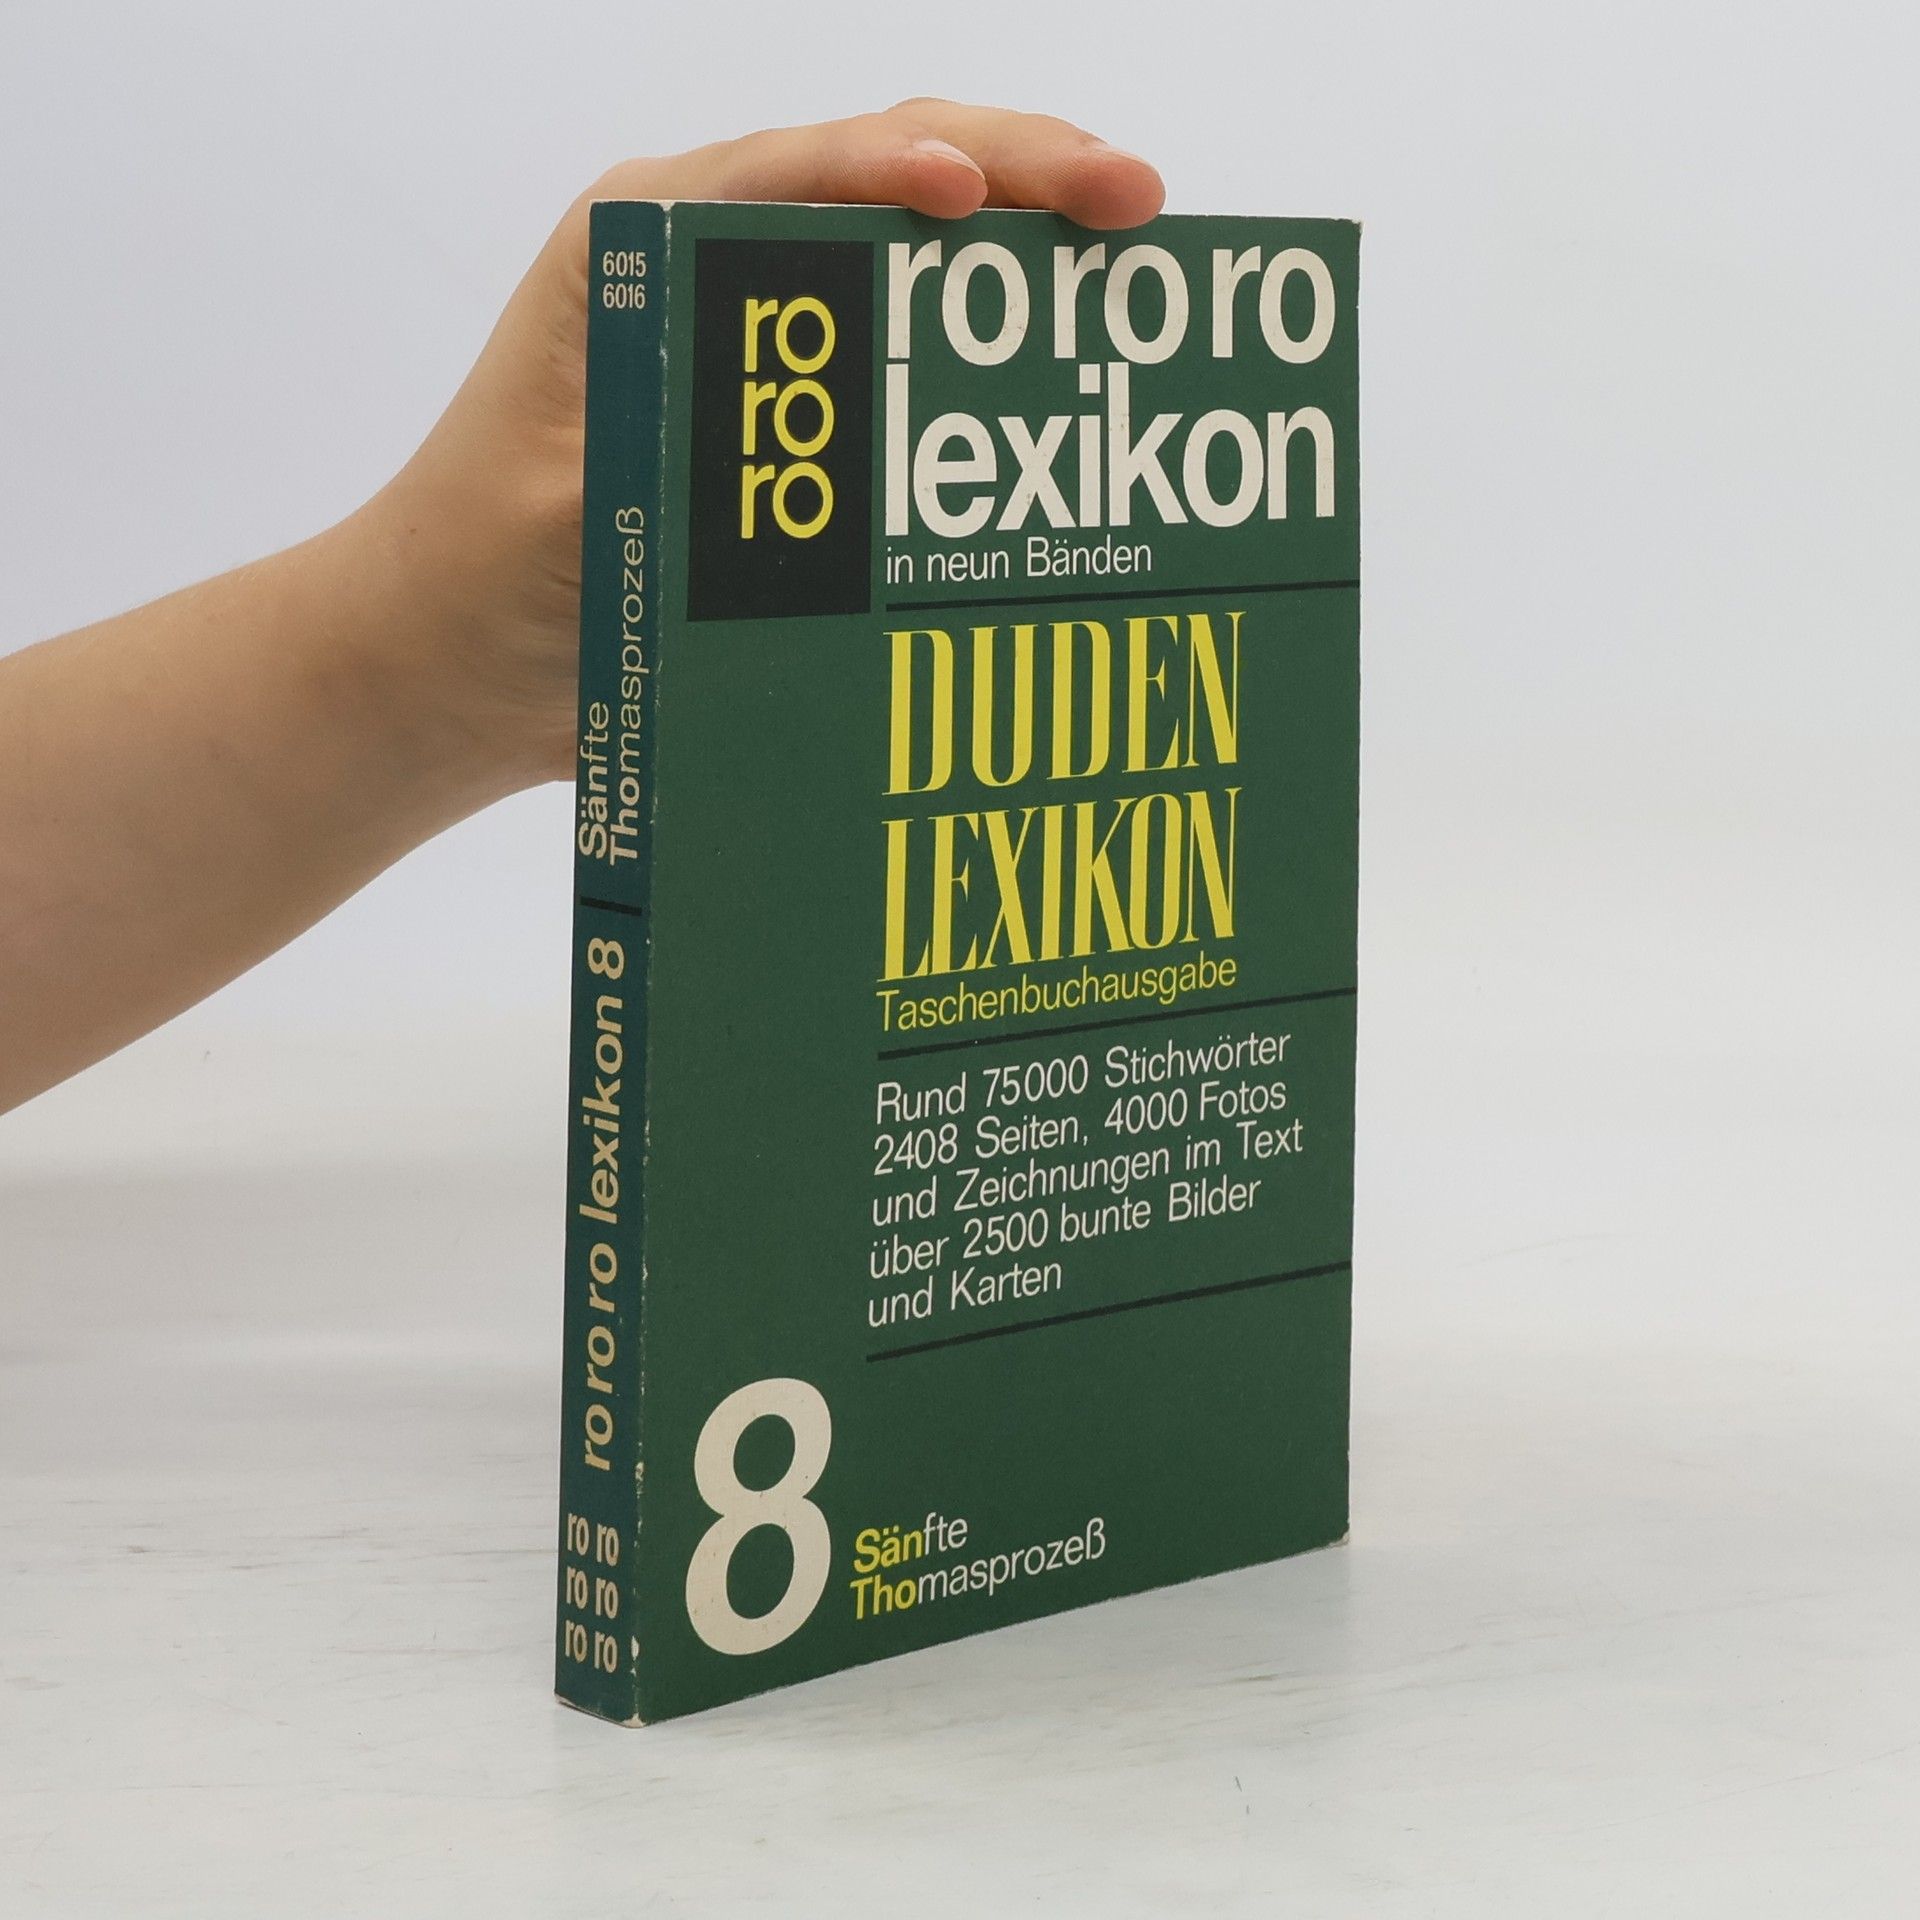 6015
6016
Sänfte
Thomasprozeß
ro ro ro lexikon 8
ro ro
ro ro
ro ro
ro
ro
ro
ro ro ro
lexikon
in neun Bänden
DUDEN
LEXIKON
Taschenbuchausgabe
Rund 75000 Stichwörter
2408 Seiten, 4000 Fotos
und Zeichnungen im Text
über 2500 bunte Bilder
und Karten
8
Sänfte
Thomasprozeß